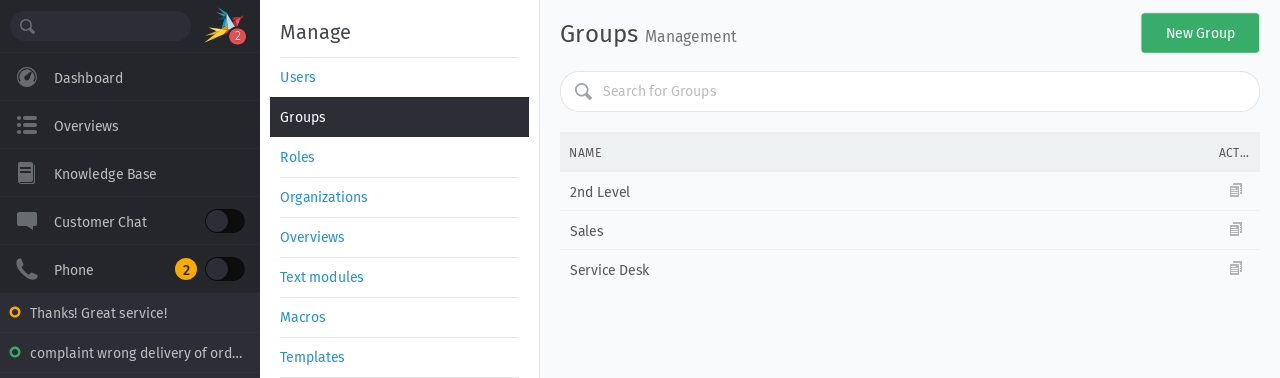 2
Dashboard
Overviews
Knowledge Base
Customer Chat
Phone 2
Thanks! Great service!
complaint wrong delivery of ord...
Manage
Users
Groups
Roles
Organizations
Overviews
Text modules
Macros
Templates
Groups Management
New Group
Search for Groups
NAME ACT...
2nd Level
Sales
Service Desk